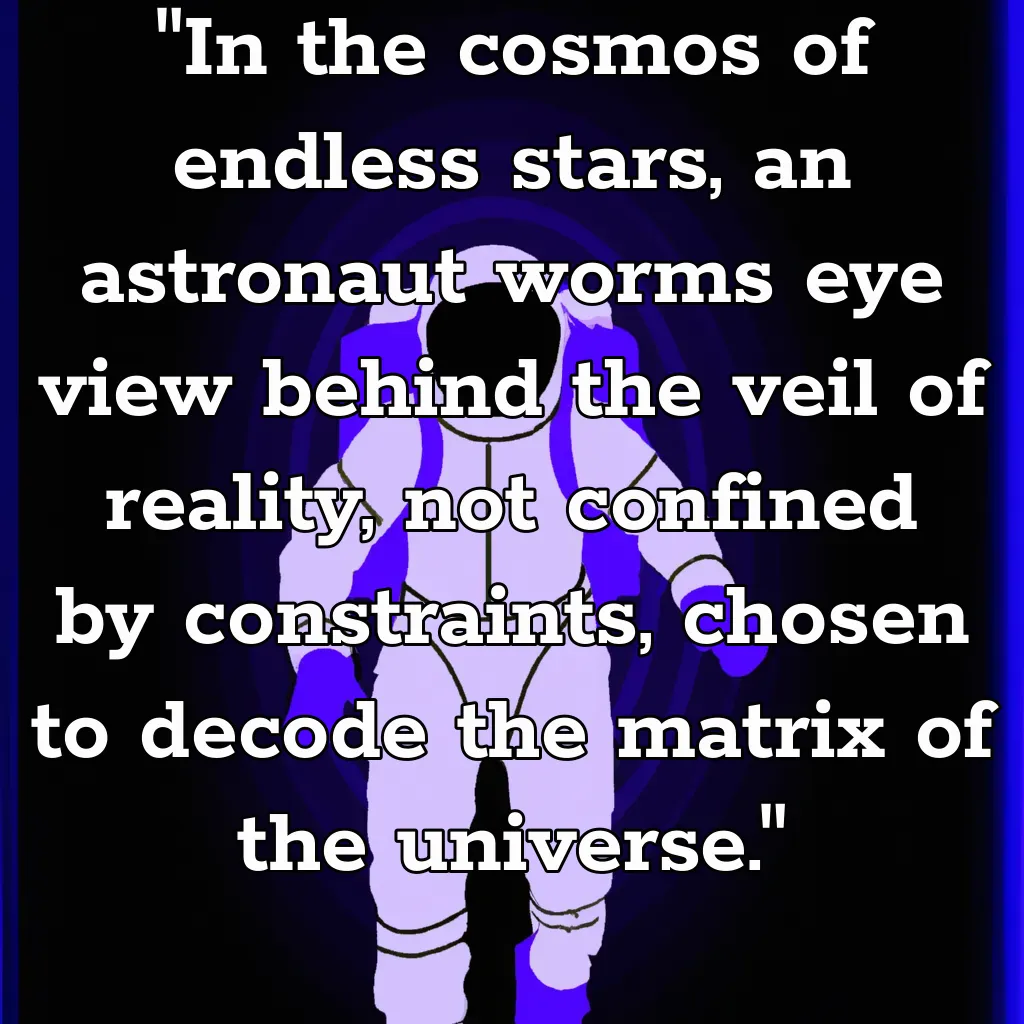 "In the cosmos of
endless stars, an
astronaut worms eye
view behind the veil of
reality, not confined
by constraints, chosen
to decode the matrix of
the universe."